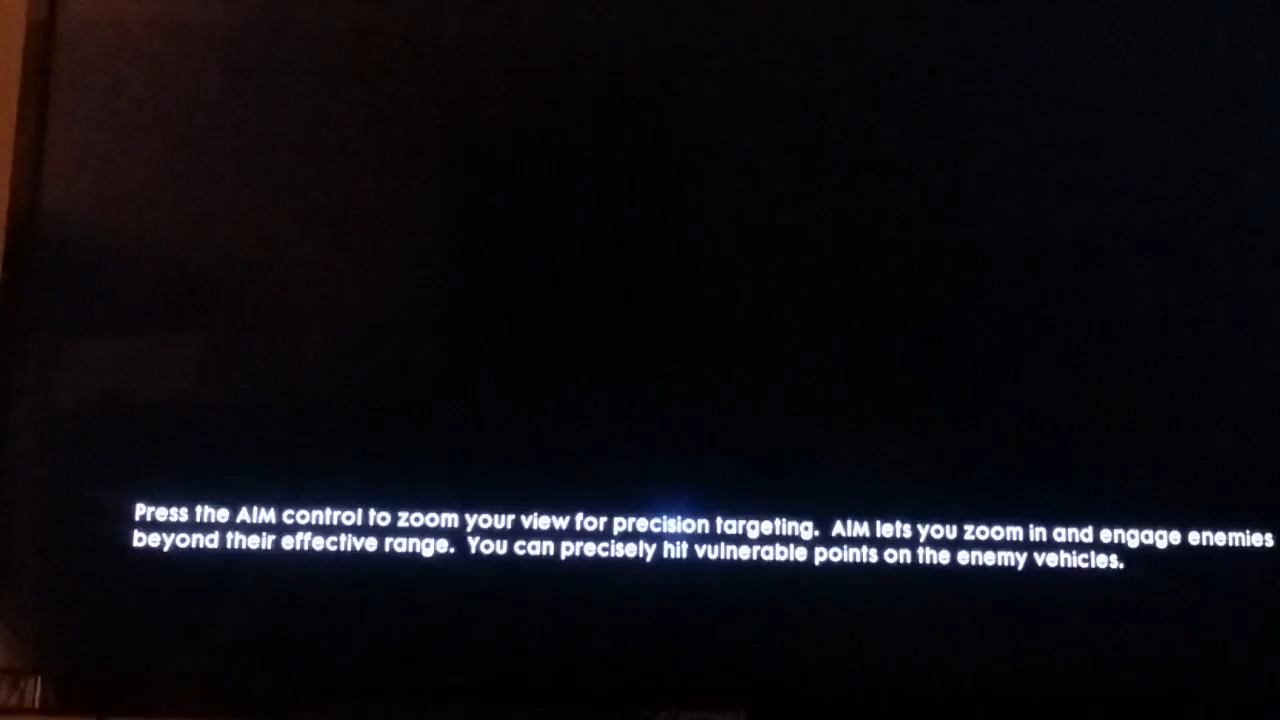 Press the AIM control to zoom your view for precision targeting.  AIM lets you zoom in and engage enemies
beyond their effective range.  You can precisely hit vulnerable points on the enemy vehicles.